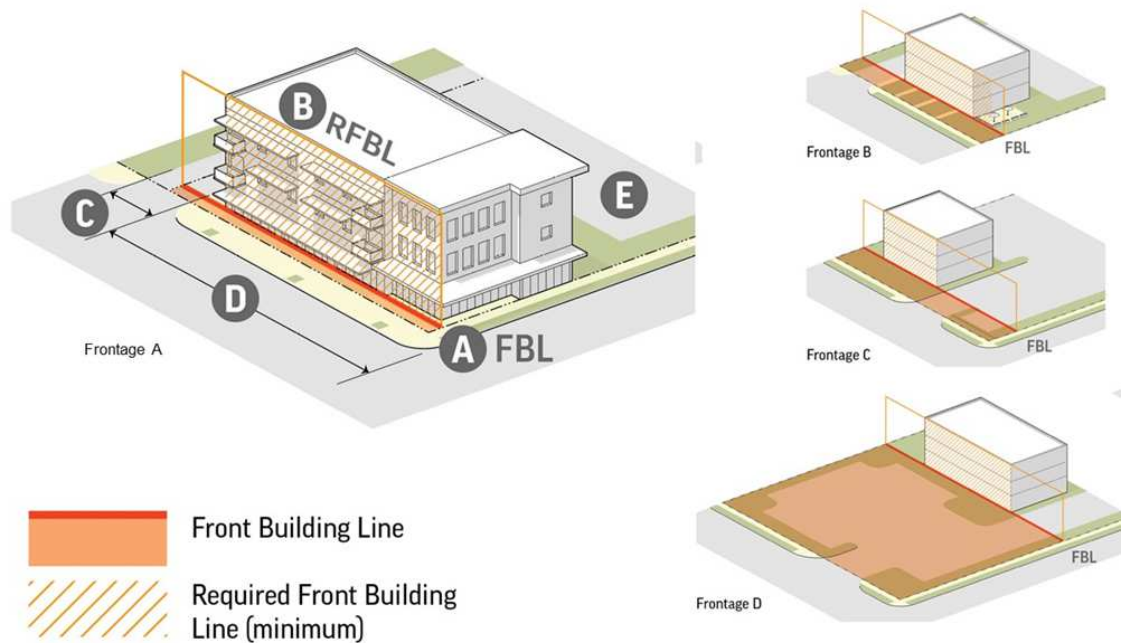 B RFBL
C
D
E
A FBL
Frontage A
FBL
Frontage B
FBL
Frontage C
FBL
Frontage D
Front Building Line
Required Front Building
Line (minimum)